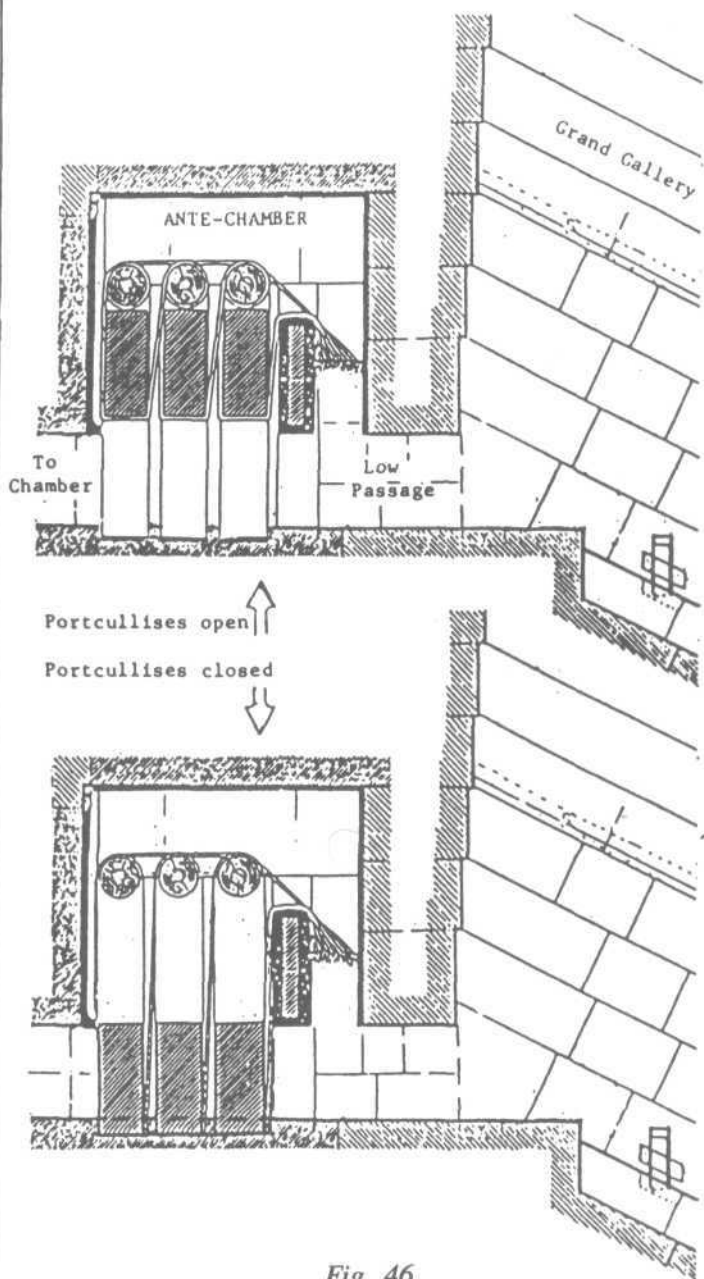 Grand Gallery
ANTE-CHAMBER
To
Chamber
Low
Passage
Portcullises open
Portcullises closed
Fig. 46